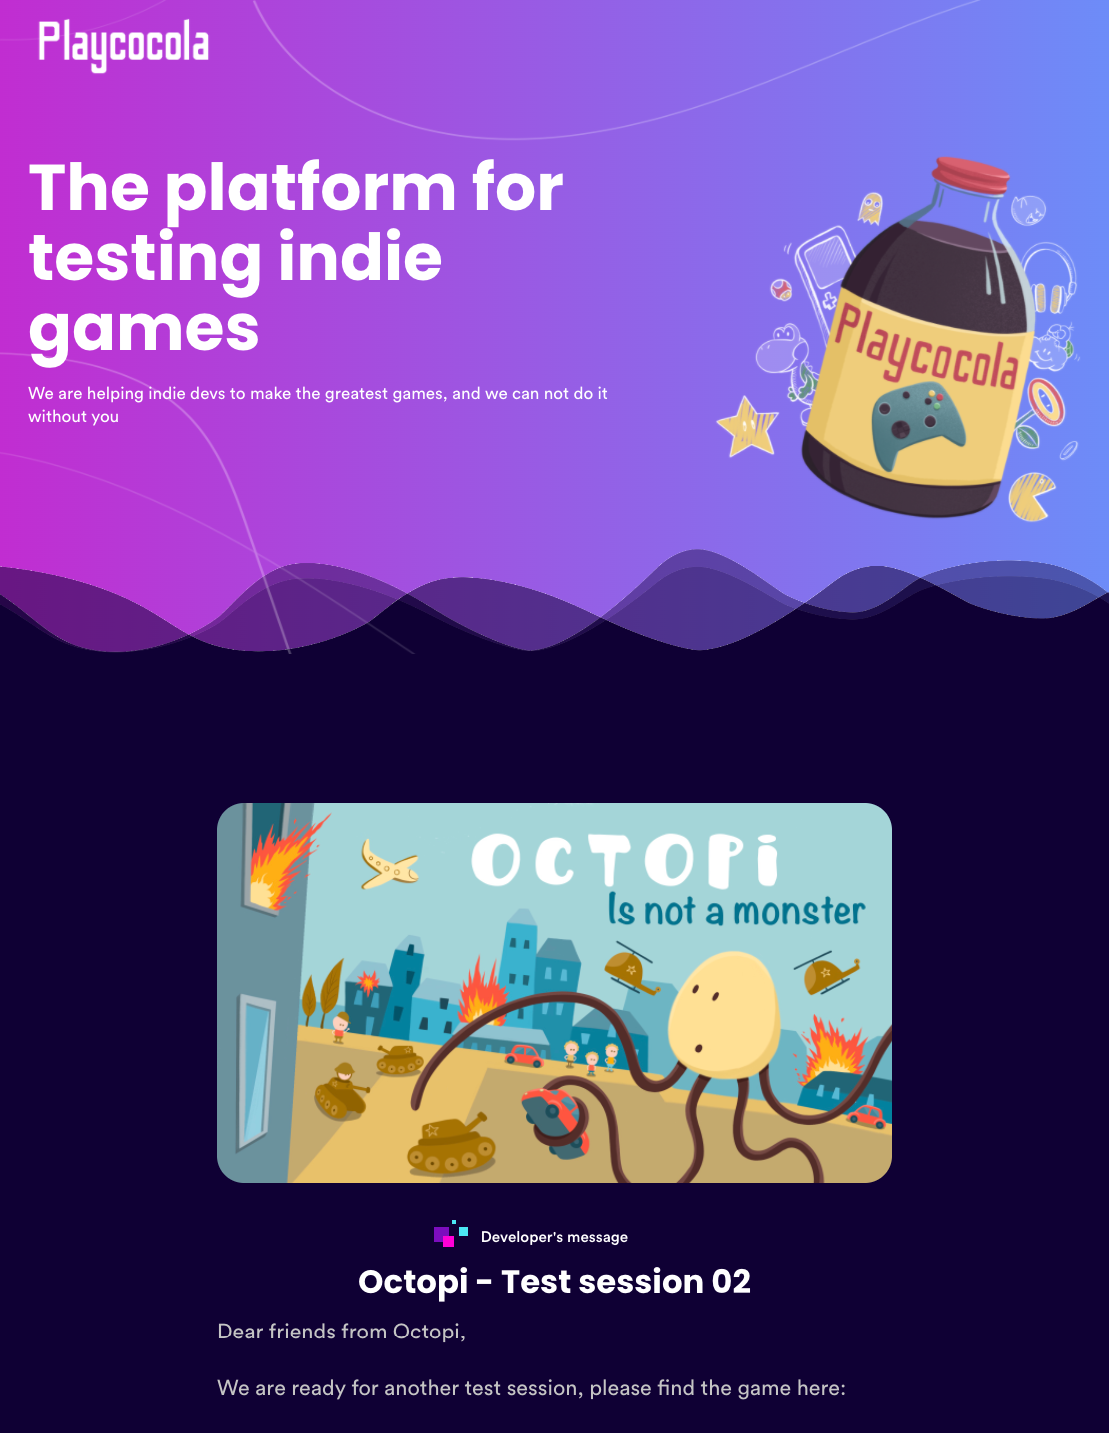 Playcocola
The platform for
testing indie
games
We are helping indie devs to make the greatest games, and we can not do it
without you
Playcocola
OCTOPi
Is not a monster
Developer's message
Octopi - Test session 02
Dear friends from Octopi,
We are ready for another test session, please find the game here: